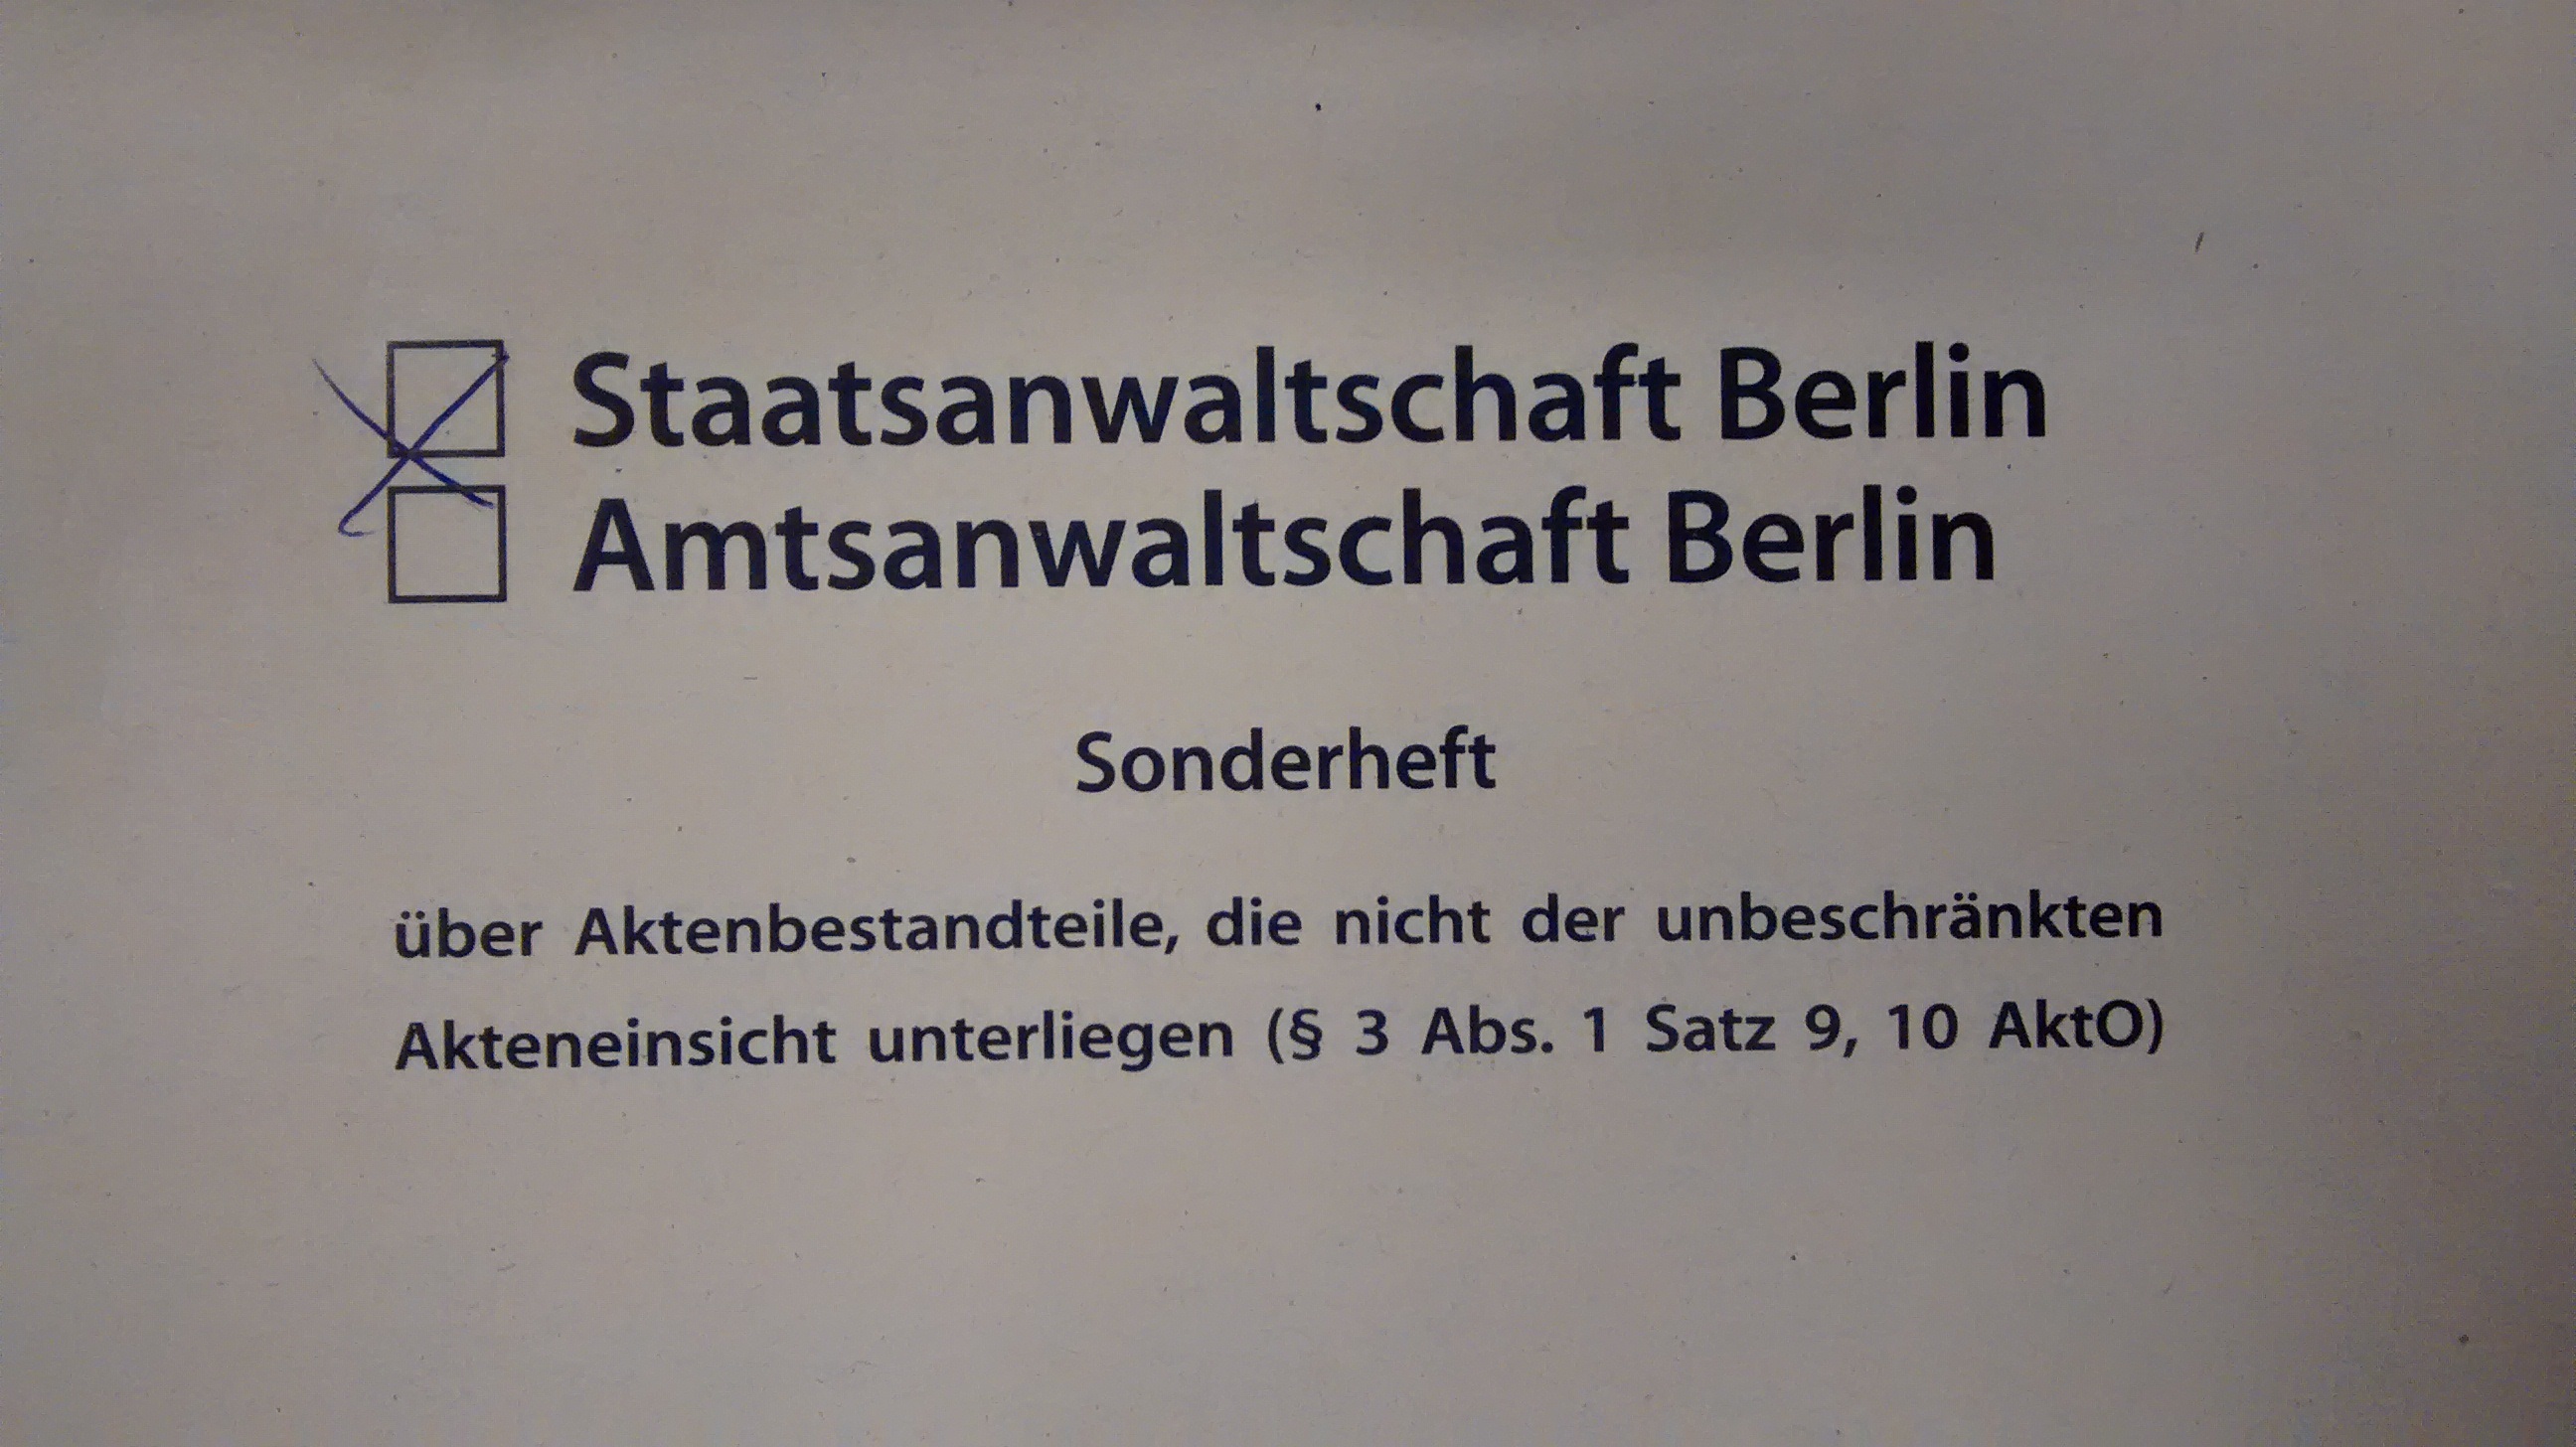 Staatsanwaltschaft Berlin
Amtsanwaltschaft Berlin
Sonderheft
über Aktenbestandteile, die nicht der unbeschränkten
Akteneinsicht unterliegen (§ 3 Abs. 1 Satz 9, 10 AktO)